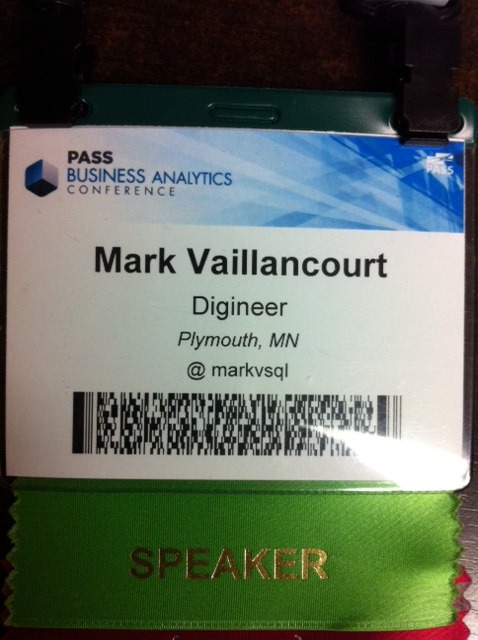 PASS
BUSINESS ANALYTICS
CONFERENCE
PASS
Mark Vaillancourt
Digineer
Plymouth, MN
@ markvsql
SPEAKER